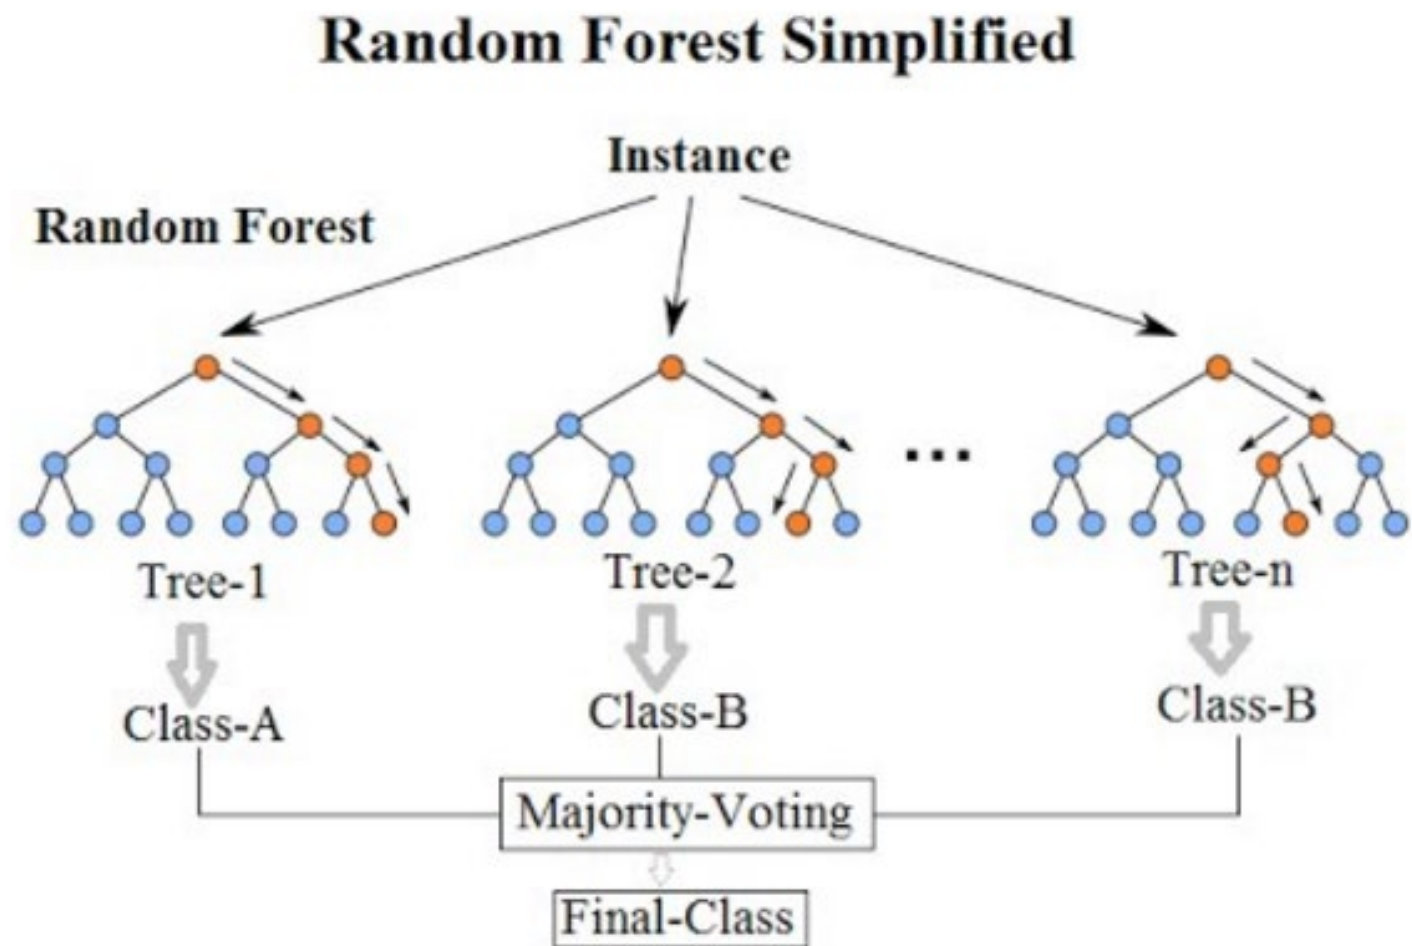 Random Forest Simplified
Instance
Random Forest
...
Tree-1
Tree-2
Tree-n
Class-A
Class-B
Class-B
Majority-Voting
Final-Class